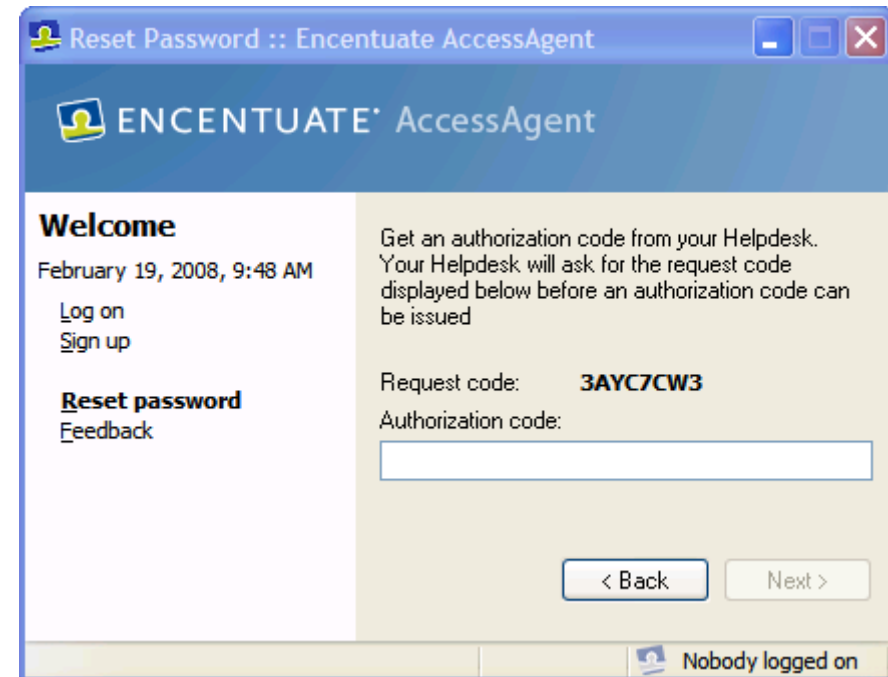 Reset Password :: Encentuate AccessAgent
ENCENTUATE AccessAgent
Welcome
February 19, 2008, 9:48 AM
Log on
Sign up
Reset password
Feedback
Get an authorization code from your Helpdesk.
Your Helpdesk will ask for the request code
displayed below before an authorization code can
be issued
Request code: 3AYC7CW3
Authorization code:
< Back Next >
Nobody logged on